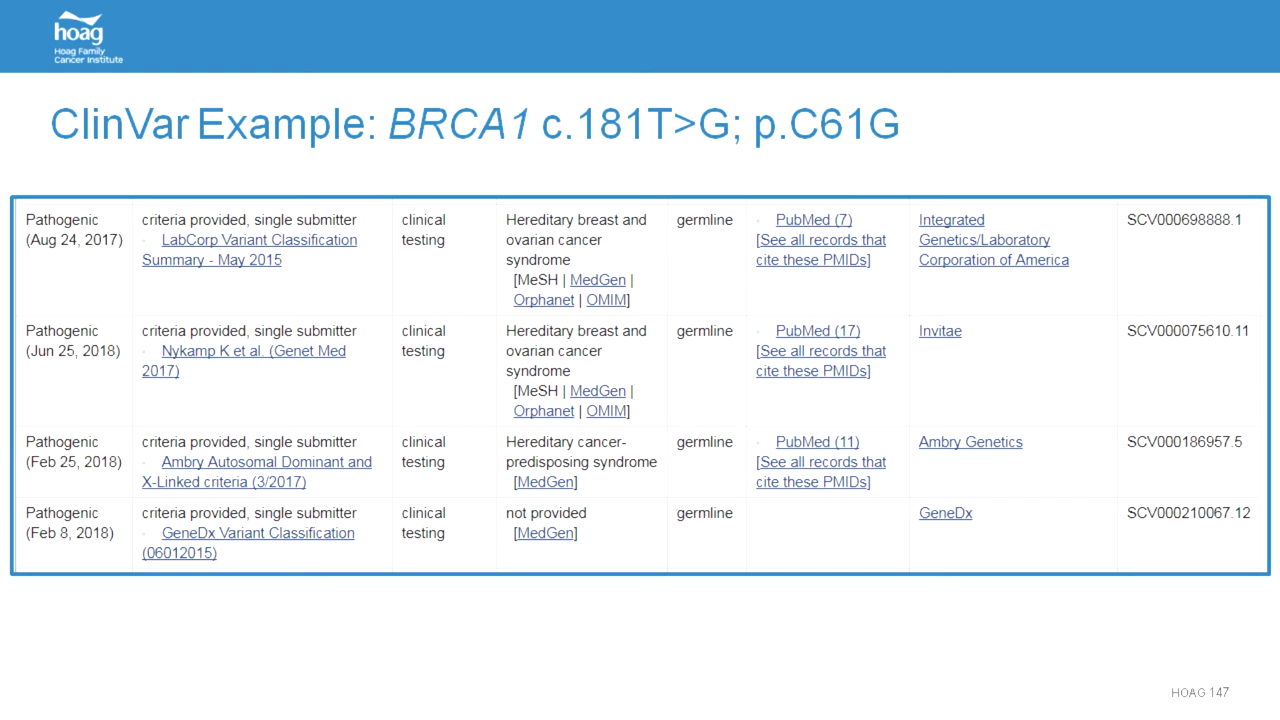 hoag
Hoag Family
Cancer Institute
ClinVar Example: BRCA1 c.181T>G; p.C61G
Pathogenic
(Aug 24, 2017)
criteria provided, single submitter
LabCorp Variant Classification
Summary - May 2015
clinical
testing
Hereditary breast and
ovarian cancer
syndrome
[MeSH | MedGen |
Orphanet | OMIM]
germline
PubMed (7)
[See all records that
cite these PMIDs]
Integrated
Genetics/Laboratory
Corporation of America
SCV000698888.1
Pathogenic
(Jun 25, 2018)
criteria provided, single submitter
Nykamp K et al. (Genet Med
2017)
clinical
testing
Hereditary breast and
ovarian cancer
syndrome
[MeSH | MedGen |
Orphanet | OMIM]
germline
PubMed (17)
[See all records that
cite these PMIDs]
Invitae
SCV000075610.11
Pathogenic
(Feb 25, 2018)
criteria provided, single submitter
Ambry Autosomal Dominant and
X-Linked criteria (3/2017)
clinical
testing
Hereditary cancer-
predisposing syndrome
[MedGen]
germline
PubMed (11)
[See all records that
cite these PMIDs]
Ambry Genetics
SCV000186957.5
Pathogenic
(Feb 8, 2018)
criteria provided, single submitter
GeneDx Variant Classification
(06012015)
clinical
testing
not provided
[MedGen]
germline
GeneDx
SCV000210067.12
HOAG 147